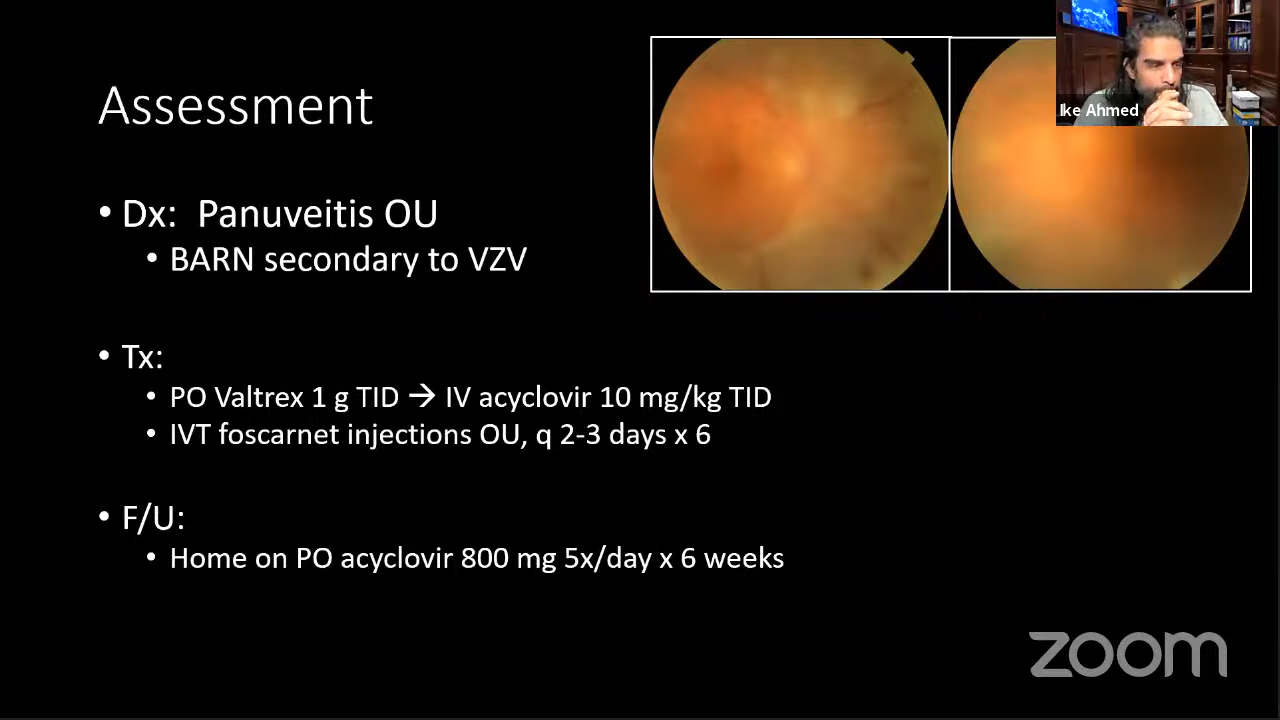 Assessment
• Dx: Panuveitis OU
• BARN secondary to VZV
• Tx:
• PO Valtrex 1 g TID → IV acyclovir 10 mg/kg TID
• IVT foscarnet injections OU, q 2-3 days x 6
• F/U:
• Home on PO acyclovir 800 mg 5x/day x 6 weeks
Ike Ahmed
zoom